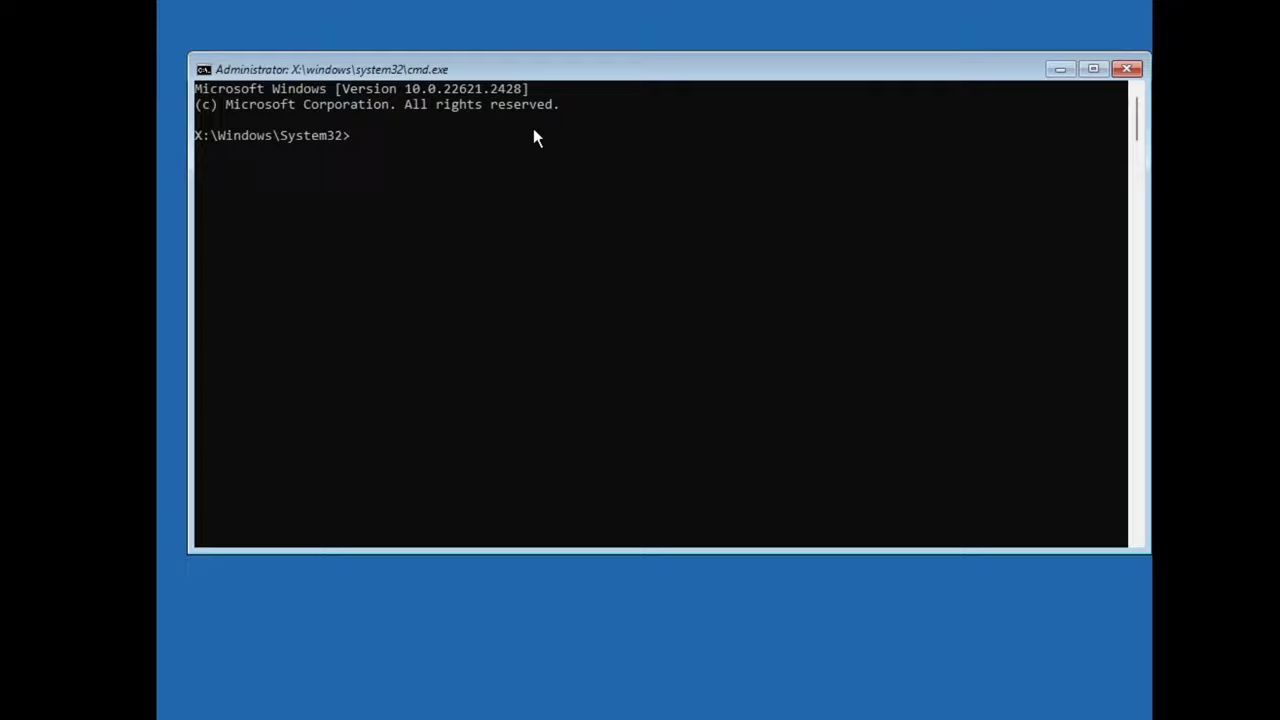 Administrator: X:\windows\system32\cmd.exe
Microsoft Windows [Version 10.0.22621.2428]
(c) Microsoft Corporation. All rights reserved.
X:\Windows\System32>